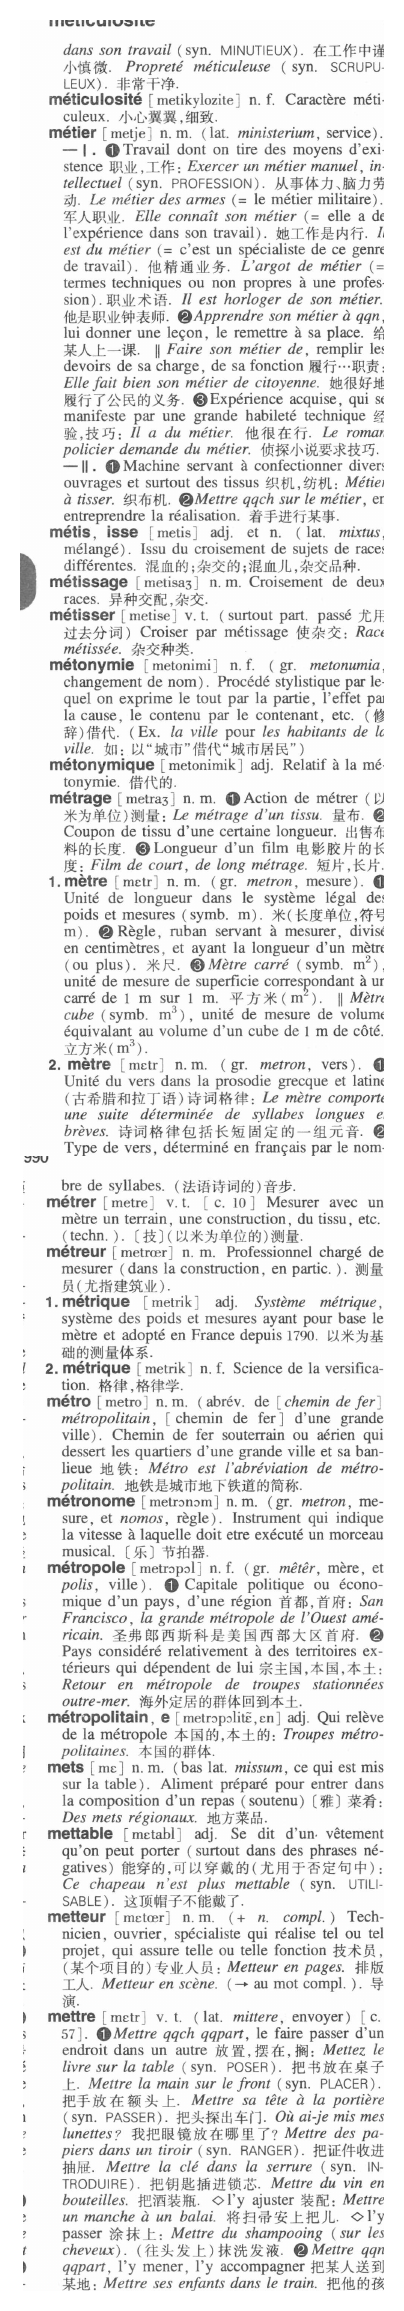 dans son travail (syn. MINUTIEUX). 在工作中谨
小慎微. Propreté méticuleuse (syn. SCRUPU-
LEUX). 非常干净.
méticulosité [metikylozite] n. f. Caractère méti-
culeux. 小心翼翼,细致.
métier [metje] n. m. (lat. ministerium, service).
— I. ❶ Travail dont on tire des moyens d'exi-
stence 职业,工作: Exercer un métier manuel, in-
tellectuel (syn. PROFESSION). 从事体力、脑力劳
动. Le métier des armes (= le métier militaire).
军人职业. Elle connaît son métier (= elle a de
l'expérience dans son travail). 她工作是内行. Il
est du métier (= c'est un spécialiste de ce genre
de travail). 他精通业务. L'argot de métier (=
termes techniques ou non propres à une profes-
sion). 职业术语. Il est horloger de son métier.
他是职业钟表师. ❷ Apprendre son métier à qqn,
lui donner une leçon, le remettre à sa place. 给
某人上一课. ‖ Faire son métier de, remplir les
devoirs de sa charge, de sa fonction 履行…职责:
Elle fait bien son métier de citoyenne. 她很好地
履行了公民的义务. ❸ Expérience acquise, qui se
manifeste par une grande habileté technique 经
验,技巧: Il a du métier. 他很在行. Le roman
policier demande du métier. 侦探小说要求技巧.
— II. ❶ Machine servant à confectionner divers
ouvrages et surtout des tissus 织机,纺机: Métier
à tisser. 织布机. ❷ Mettre qqch sur le métier, en
entreprendre la réalisation. 着手进行某事.
métis, isse [metis] adj. et n. (lat. mixtus,
mélangé). Issu du croisement de sujets de races
différentes. 混血的;杂交的;混血儿,杂交品种.
métissage [metisaʒ] n. m. Croisement de deux
races. 异种交配,杂交.
métisser [metise] v. t. (surtout part. passé 尤用
过去分词) Croiser par métissage 使杂交: Race
métissée. 杂交种类.
métonymie [metonimi] n. f. (gr. metonumia,
changement de nom). Procédé stylistique par le-
quel on exprime le tout par la partie, l'effet par
la cause, le contenu par le contenant, etc. (修
辞)借代. (Ex. la ville pour les habitants de la
ville. 如: 以“城市”借代“城市居民”)
métonymique [metonimik] adj. Relatif à la mé-
tonymie. 借代的.
métrage [metraʒ] n. m. ❶ Action de métrer (以
米为单位)测量: Le métrage d'un tissu. 量布. ❷
Coupon de tissu d'une certaine longueur. 出售布
料的长度. ❸ Longueur d'un film 电影胶片的长
度: Film de court, de long métrage. 短片,长片.
1. mètre [metr] n. m. (gr. metron, mesure). ❶
Unité de longueur dans le système légal des
poids et mesures (symb. m). 米(长度单位,符号
m). ❷ Règle, ruban servant à mesurer, divisé
en centimètres, et ayant la longueur d'un mètre
(ou plus). 米尺. ❸ Mètre carré (symb. m²),
unité de mesure de superficie correspondant à un
carré de 1 m sur 1 m. 平方米(m²). ‖ Mètre
cube (symb. m³), unité de mesure de volume
équivalant au volume d'un cube de 1 m de côté.
立方米(m³).
2. mètre [metr] n. m. (gr. metron, vers). ❶
Unité du vers dans la prosodie grecque et latine
(古希腊和拉丁语)诗词格律: Le mètre comporte
une suite déterminée de syllabes longues et
brèves. 诗词格律包括长短固定的一组元音. ❷
Type de vers, déterminé en français par le nom-
990
bre de syllabes. (法语诗词的)音步.
métrer [metre] v. t. [c. 10] Mesurer avec un
mètre un terrain, une construction, du tissu, etc.
(techn.). 〔技〕(以米为单位的)测量.
métreur [metrœr] n. m. Professionnel chargé de
mesurer (dans la construction, en partic.). 测量
员(尤指建筑业).
1. métrique [metrik] adj. Système métrique,
système des poids et mesures ayant pour base le
mètre et adopté en France depuis 1790. 以米为基
础的测量体系.
2. métrique [metrik] n. f. Science de la versifica-
tion. 格律,格律学.
métro [metro] n. m. (abrév. de [chemin de fer]
métropolitain, [chemin de fer] d'une grande
ville). Chemin de fer souterrain ou aérien qui
dessert les quartiers d'une grande ville et sa ban-
lieue 地铁: Métro est l'abréviation de métro-
politain. 地铁是城市地下铁道的简称.
métronome [metrɔnɔm] n. m. (gr. metron, me-
sure, et nomos, règle). Instrument qui indique
la vitesse à laquelle doit etre exécuté un morceau
musical. 〔乐〕节拍器.
métropole [metrɔpɔl] n. f. (gr. mêtêr, mère, et
polis, ville). ❶ Capitale politique ou écono-
mique d'un pays, d'une région 首都,首府: San
Francisco, la grande métropole de l'Ouest amé-
ricain. 圣弗郎西斯科是美国西部大区首府. ❷
Pays considéré relativement à des territoires ex-
térieurs qui dépendent de lui 宗主国,本国,本土:
Retour en métropole de troupes stationnées
outre-mer. 海外定居的群体回到本土.
métropolitain, e [metrɔpɔlitɛ̃, ɛn] adj. Qui relève
de la métropole 本国的,本土的: Troupes métro-
politaines. 本国的群体.
mets [mɛ] n. m. (bas lat. missum, ce qui est mis
sur la table). Aliment préparé pour entrer dans
la composition d'un repas (soutenu)〔雅〕菜肴:
Des mets régionaux. 地方菜品.
mettable [mɛtabl] adj. Se dit d'un vêtement
qu'on peut porter (surtout dans des phrases né-
gatives) 能穿的,可以穿戴的(尤用于否定句中):
Ce chapeau n'est plus mettable (syn. UTILI-
SABLE). 这顶帽子不能戴了.
metteur [mɛtœr] n. m. (+ n. compl.) Tech-
nicien, ouvrier, spécialiste qui réalise tel ou tel
projet, qui assure telle ou telle fonction 技术员,
(某个项目的)专业人员: Metteur en pages. 排版
工人. Metteur en scène. (→ au mot compl.). 导
演.
mettre [mɛtr] v. t. (lat. mittere, envoyer) [c.
57]. ❶ Mettre qqch qqpart, le faire passer d'un
endroit dans un autre 放置,摆在,搁: Mettez le
livre sur la table (syn. POSER). 把书放在桌子
上. Mettre la main sur le front (syn. PLACER).
把手放在额头上. Mettre sa tête à la portière
(syn. PASSER). 把头探出车门. Où ai-je mis mes
lunettes? 我把眼镜放在哪里了? Mettre des pa-
piers dans un tiroir (syn. RANGER). 把证件收进
抽屉. Mettre la clé dans la serrure (syn. IN-
TRODUIRE). 把钥匙插进锁芯. Mettre du vin en
bouteilles. 把酒装瓶. ◇ l'y ajuster 装配: Mettre
un manche à un balai. 将扫帚安上把儿. ◇ l'y
passer 涂抹上: Mettre du shampooing (sur les
cheveux). (往头发上)抹洗发液. ❷ Mettre qqn
qqpart, l'y mener, l'y accompagner 把某人送到
某地: Mettre ses enfants dans le train. 把他的孩